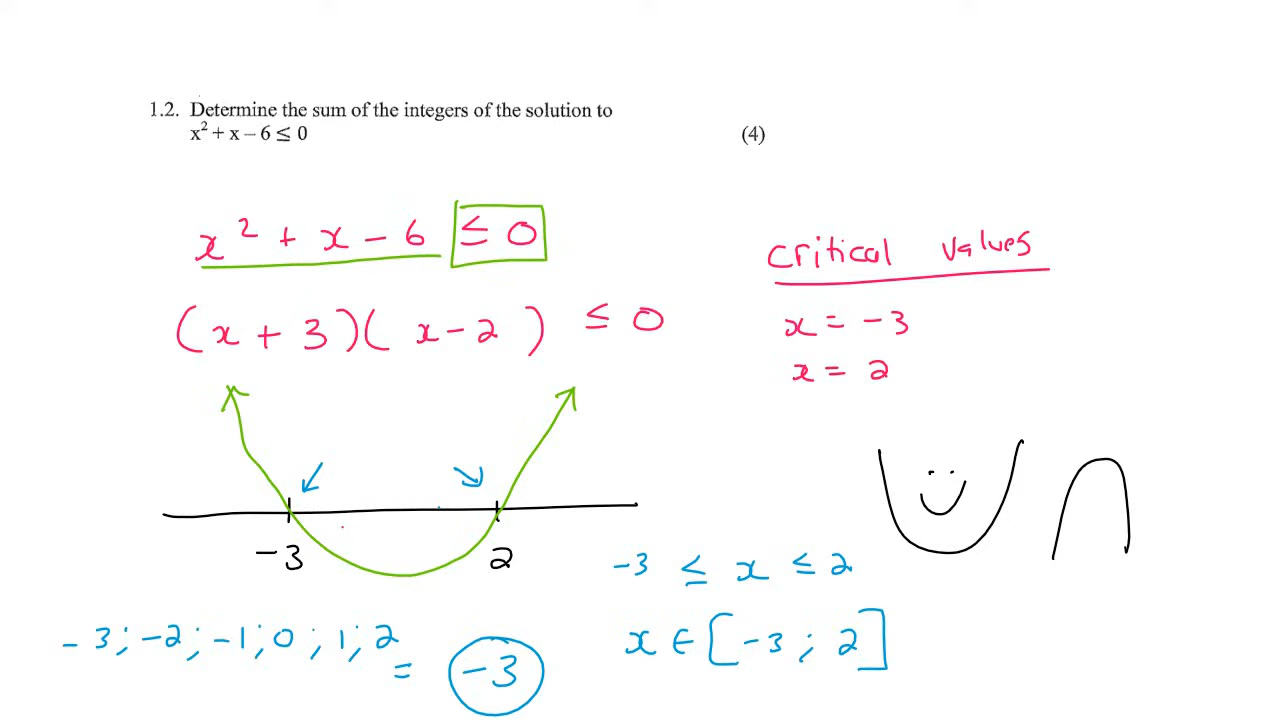 1.2. Determine the sum of the integers of the solution to
x² + x – 6 ≤ 0 (4)
x² + x – 6 ≤ 0
(x + 3)(x – 2) ≤ 0
critical values
x = –3
x = 2
–3 2
–3 ≤ x ≤ 2
–3; –2; –1; 0; 1; 2
= –3
x ∈ [–3; 2]